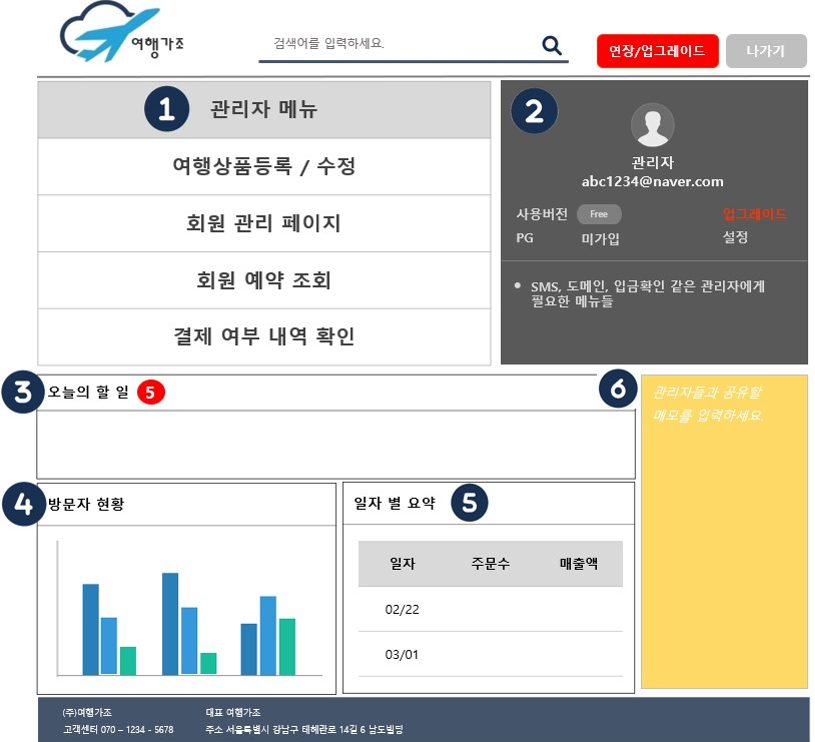 여행가조
검색어를 입력하세요.
연장/업그레이드
나가기
1
관리자 메뉴
여행상품등록 / 수정
회원 관리 페이지
회원 예약 조회
결제 여부 내역 확인
2
관리자
abc1234@naver.com
사용버전 Free 업그레이드
PG 미가입 설정
• SMS, 도메인, 입금확인 같은 관리자에게
필요한 메뉴들
3 오늘의 할 일 5
6
관리자들과 공유할
메모를 입력하세요.
4 방문자 현황
일자 별 요약 5
일자 주문수 매출액
02/22
03/01
(주)여행가조 대표 여행가조
고객센터 070 – 1234 - 5678 주소 서울특별시 강남구 테헤란로 14길 6 남도빌딩